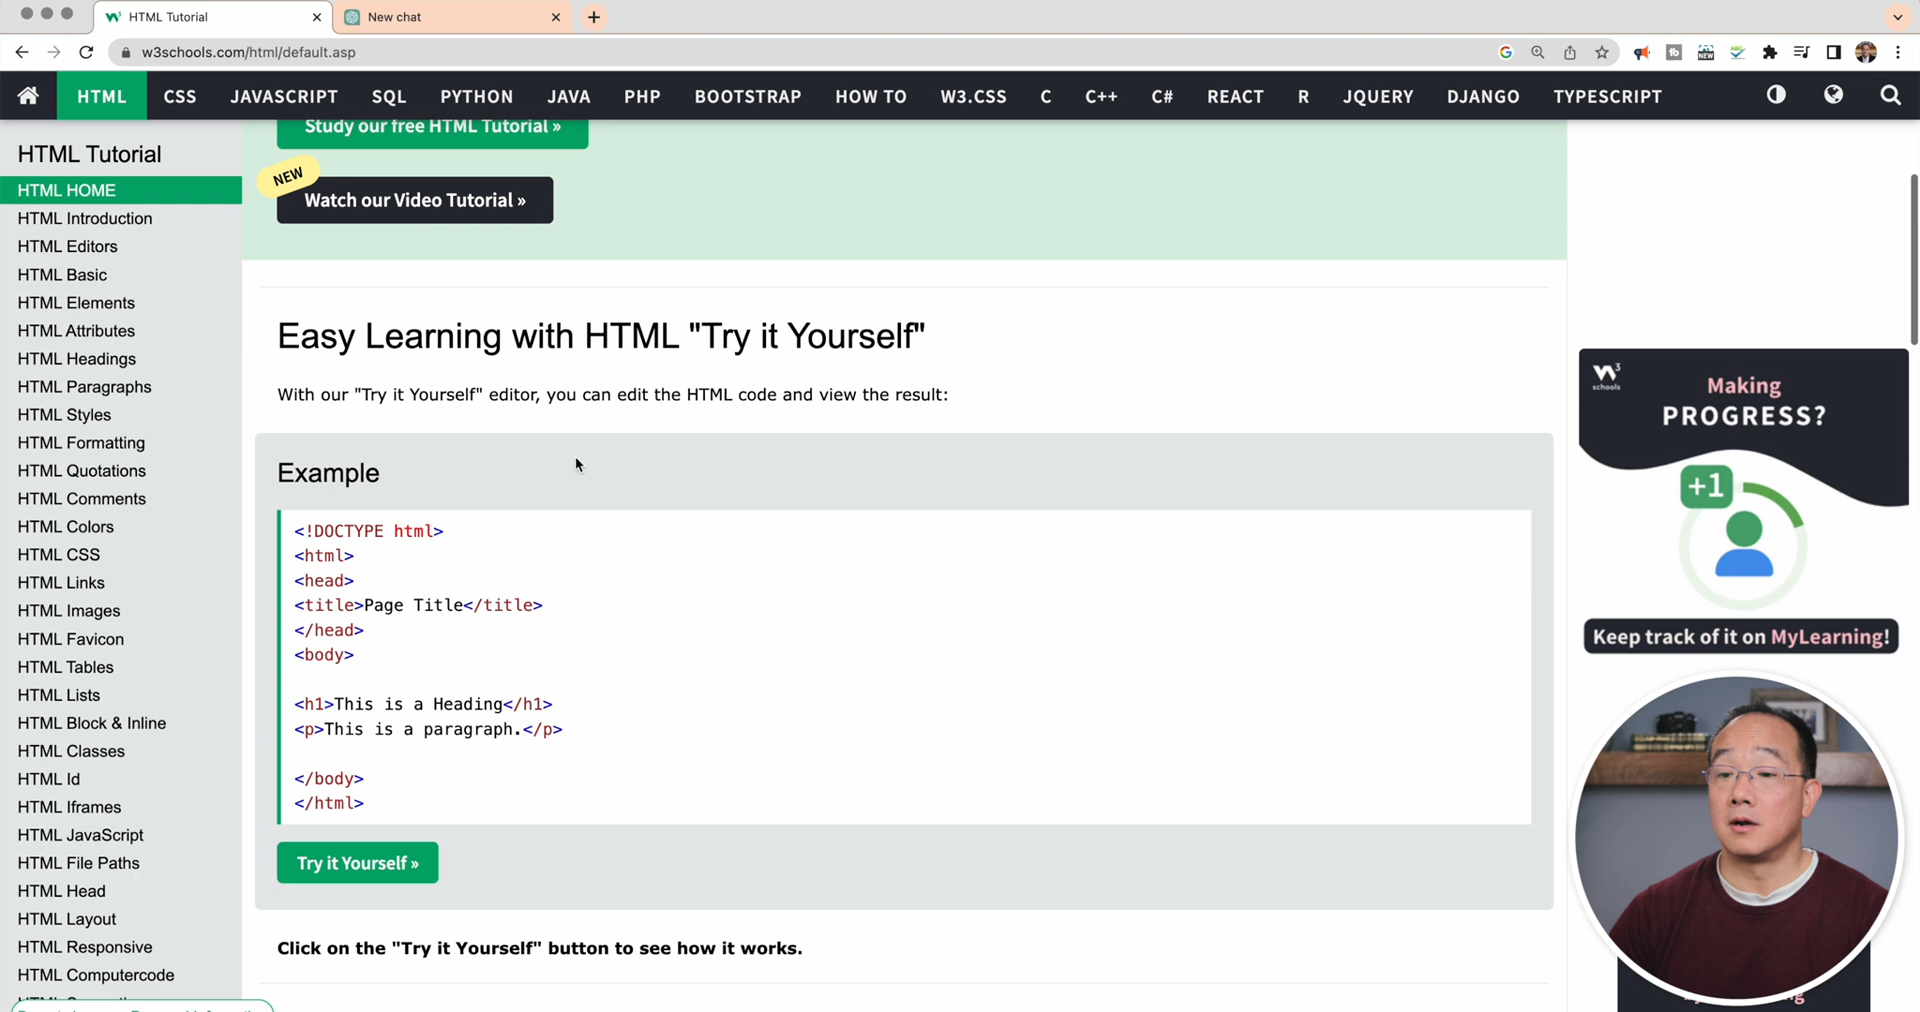 HTML Tutorial
New chat
w3schools.com/html/default.asp
HTML CSS JAVASCRIPT SQL PYTHON JAVA PHP BOOTSTRAP HOW TO W3.CSS C C++ C# REACT R JQUERY DJANGO TYPESCRIPT
HTML Tutorial
HTML HOME
HTML Introduction
HTML Editors
HTML Basic
HTML Elements
HTML Attributes
HTML Headings
HTML Paragraphs
HTML Styles
HTML Formatting
HTML Quotations
HTML Comments
HTML Colors
HTML CSS
HTML Links
HTML Images
HTML Favicon
HTML Tables
HTML Lists
HTML Block & Inline
HTML Classes
HTML Id
HTML Iframes
HTML JavaScript
HTML File Paths
HTML Head
HTML Layout
HTML Responsive
HTML Computercode
Study our free HTML Tutorial »
NEW
Watch our Video Tutorial »
Easy Learning with HTML "Try it Yourself"
With our "Try it Yourself" editor, you can edit the HTML code and view the result:
Example
<!DOCTYPE html>
<html>
<head>
<title>Page Title</title>
</head>
<body>
<h1>This is a Heading</h1>
<p>This is a paragraph.</p>
</body>
</html>
Try it Yourself »
Click on the "Try it Yourself" button to see how it works.
W3
schools
Making
PROGRESS?
+1
Keep track of it on MyLearning!